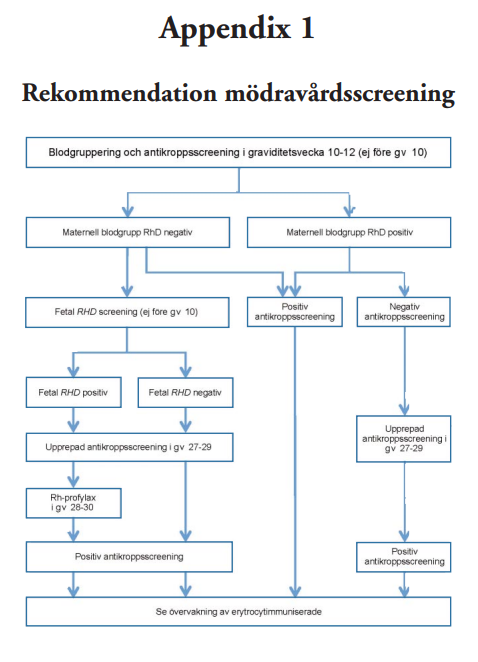 Appendix 1
Rekommendation mödravårdsscreening
Blodgruppering och antikroppsscreening i graviditetsvecka 10-12 (ej före gv 10)
Maternell blodgrupp RhD negativ
Maternell blodgrupp RhD positiv
Fetal RHD screening (ej före gv 10)
Positiv
antikroppsscreening
Negativ
antikroppsscreening
Fetal RHD positiv
Fetal RHD negativ
Upprepad antikroppsscreening i gv 27-29
Upprepad
antikroppsscreening i
gv 27-29
Rh-profylax
i gv 28-30
Positiv antikroppsscreening
Positiv
antikroppsscreening
Se övervakning av erytrocytimmuniserade